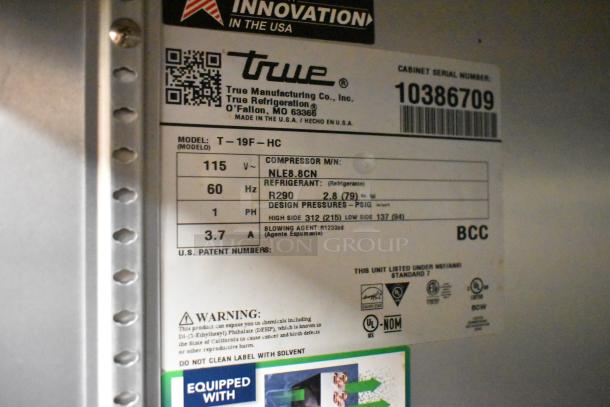 INNOVATION
IN THE USA
true®
True Manufacturing Co., Inc.
True Refrigeration®
O'Fallon, MO 63366
MADE IN THE U.S.A. / HECHO EN U.S.A.
CABINET SERIAL NUMBER:
10386709
MODEL: T-19F-HC
(MODELO)
115 V~
COMPRESSOR M/N:
NLE8.8CN
60 Hz
REFRIGERANT: (Refrigerante)
R290 2.8 (79)
1 PH
DESIGN PRESSURES - PSIG
HIGH SIDE 312 (215) LOW SIDE 137 (94)
3.7 A
BLOWING AGENT: R1233zd
(Agente Espumante)
BCC
U.S. PATENT NUMBERS:
AUCTION GROUP
THIS UNIT LISTED UNDER NSF/ANSI
STANDARD 7
NOM
WARNING:
This product can expose you to chemicals including
Di-(2-Ethylhexyl) Phthalate (DEHP), which is known to
the State of California to cause cancer and birth defects
or other reproductive harm.
DO NOT CLEAN LABEL WITH SOLVENT
EQUIPPED
WITH